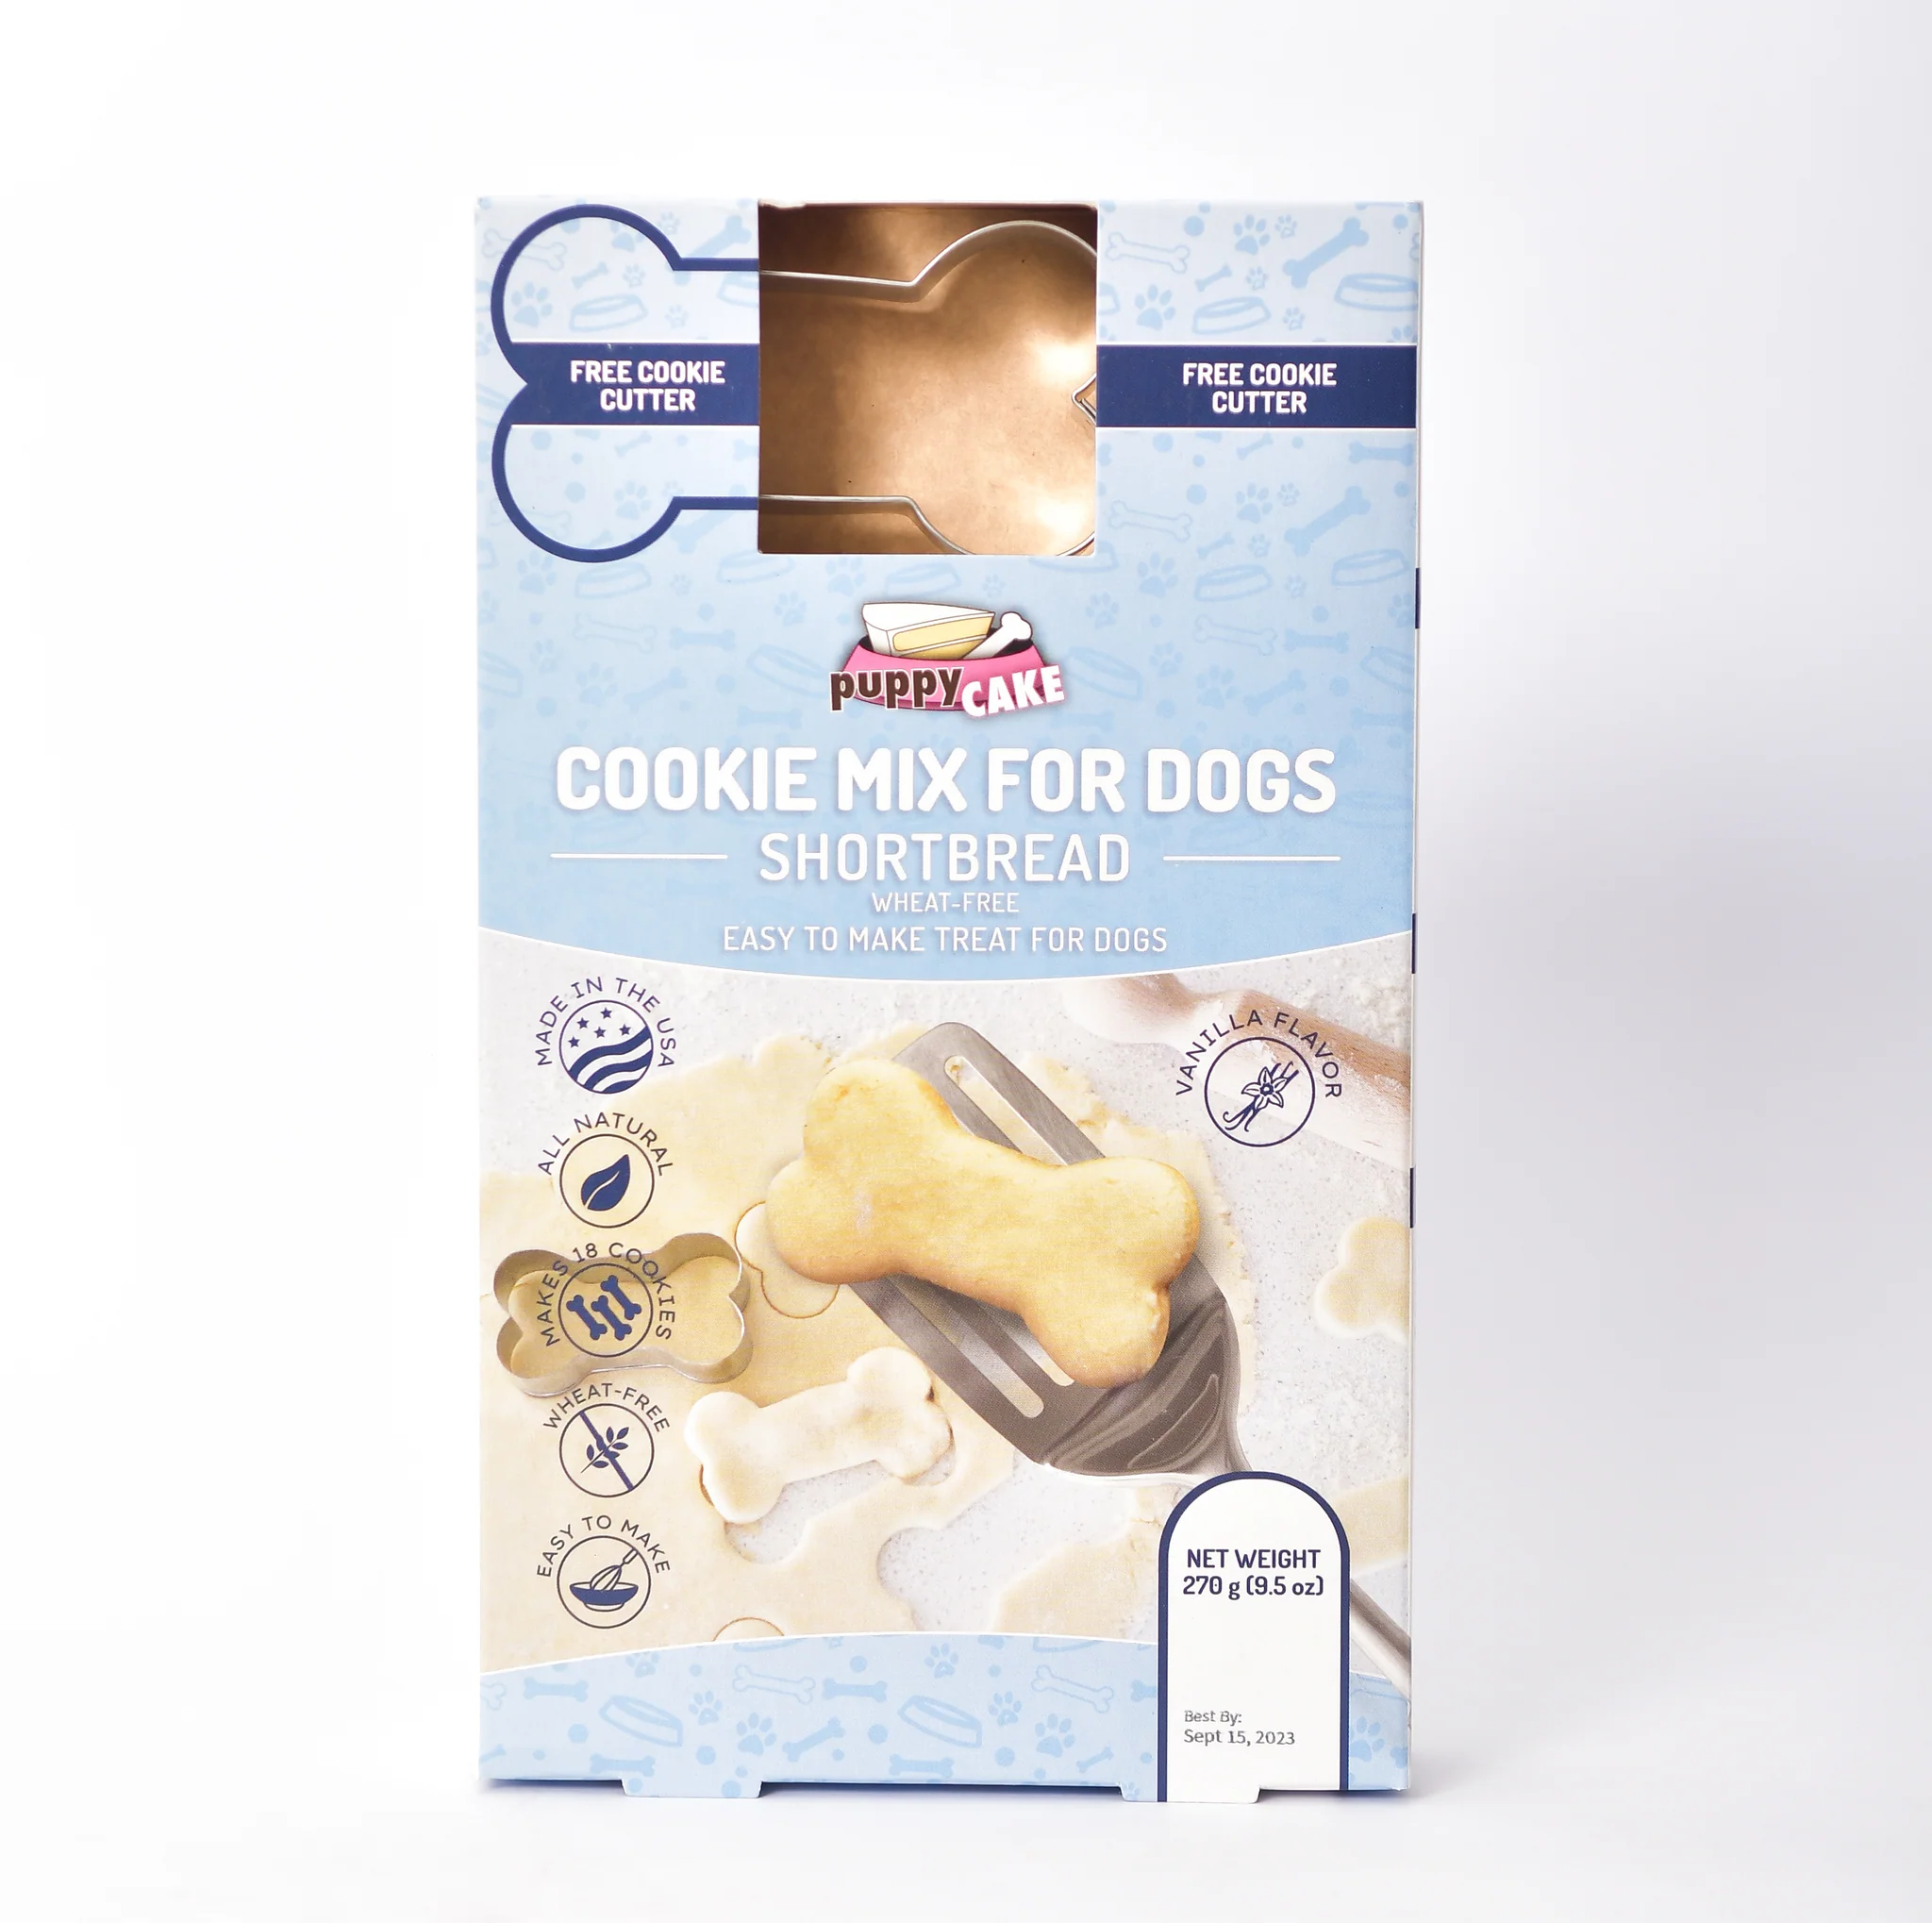 FREE COOKIE
CUTTER
FREE COOKIE
CUTTER
puppyCAKE
COOKIE MIX FOR DOGS
SHORTBREAD
WHEAT-FREE
EASY TO MAKE TREAT FOR DOGS
MADE IN THE USA
VANILLA FLAVOR
ALL NATURAL
MAKES 18 COOKIES
WHEAT-FREE
EASY TO MAKE
NET WEIGHT
270 g (9.5 oz)
Best By:
Sept 15, 2023